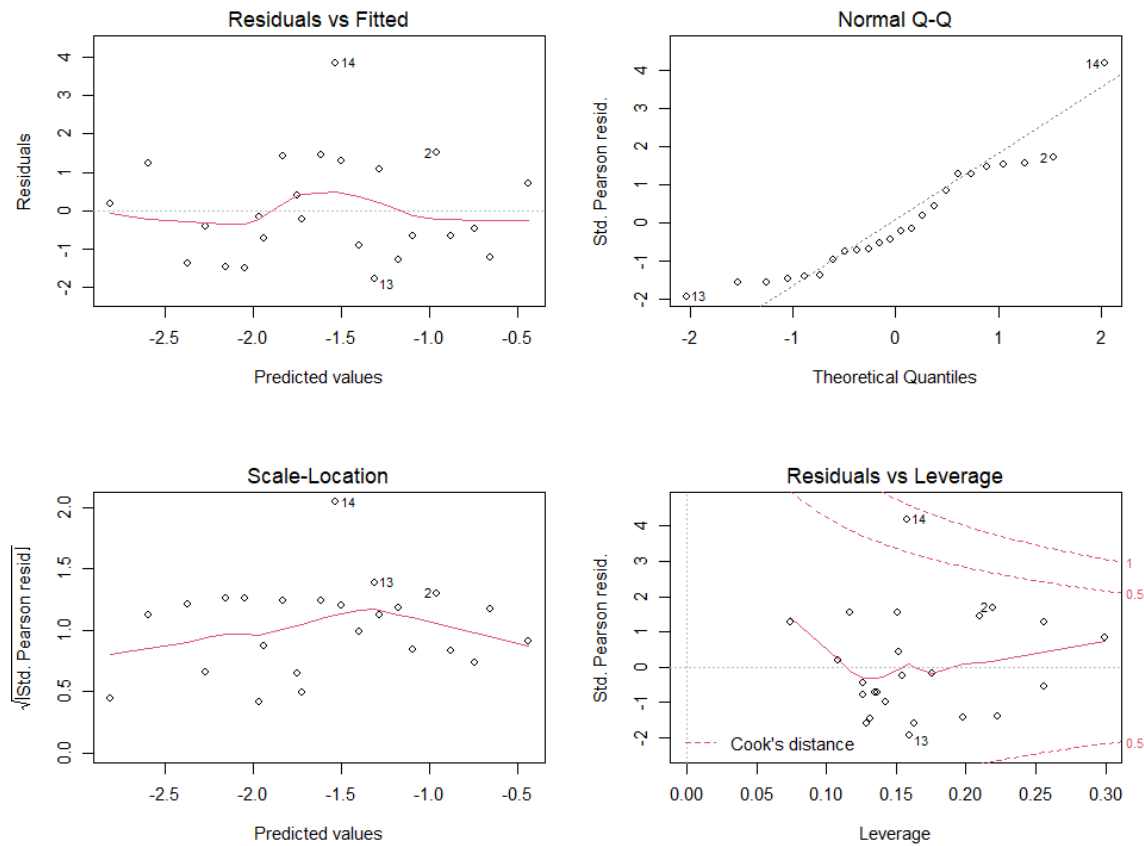 Residuals vs Fitted
Residuals
4
3
2
1
0
-1
-2
14
2
13
-2.5 -2.0 -1.5 -1.0 -0.5
Predicted values
Normal Q-Q
Std. Pearson resid.
4
3
2
1
0
-1
-2
14
2
13
-2 -1 0 1 2
Theoretical Quantiles
Scale-Location
√|Std. Pearson resid|
2.0
1.5
1.0
0.5
0.0
14
13
2
-2.5 -2.0 -1.5 -1.0 -0.5
Predicted values
Residuals vs Leverage
Std. Pearson resid.
4
3
2
1
0
-1
-2
14
2
13
1
0.5
0.5
Cook's distance
0.00 0.05 0.10 0.15 0.20 0.25 0.30
Leverage